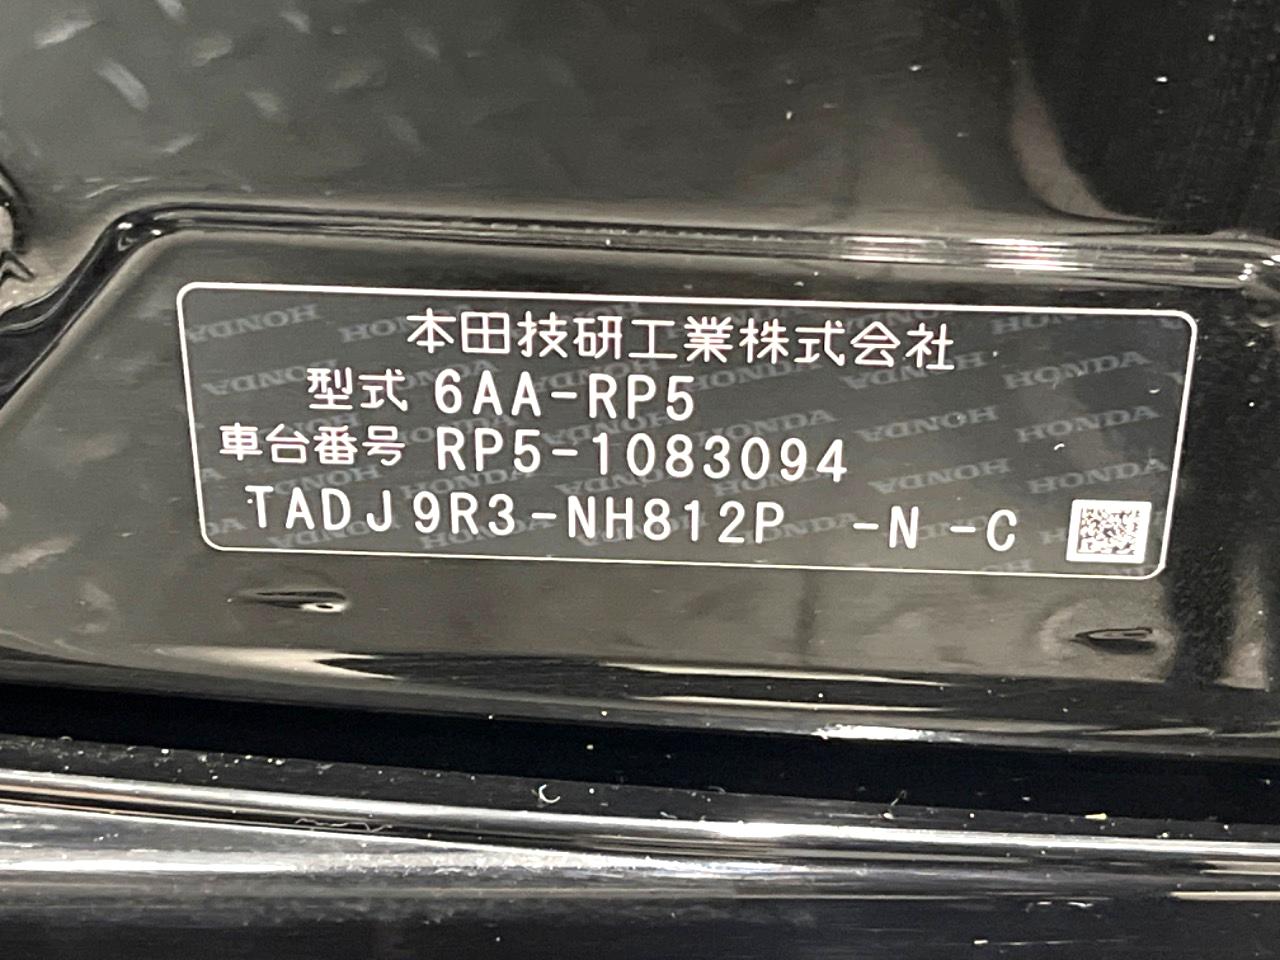 本田技研工業株式会社
型式 6AA-RP5
車台番号 RP5-1083094
TADJ9R3-NH812P -N -C